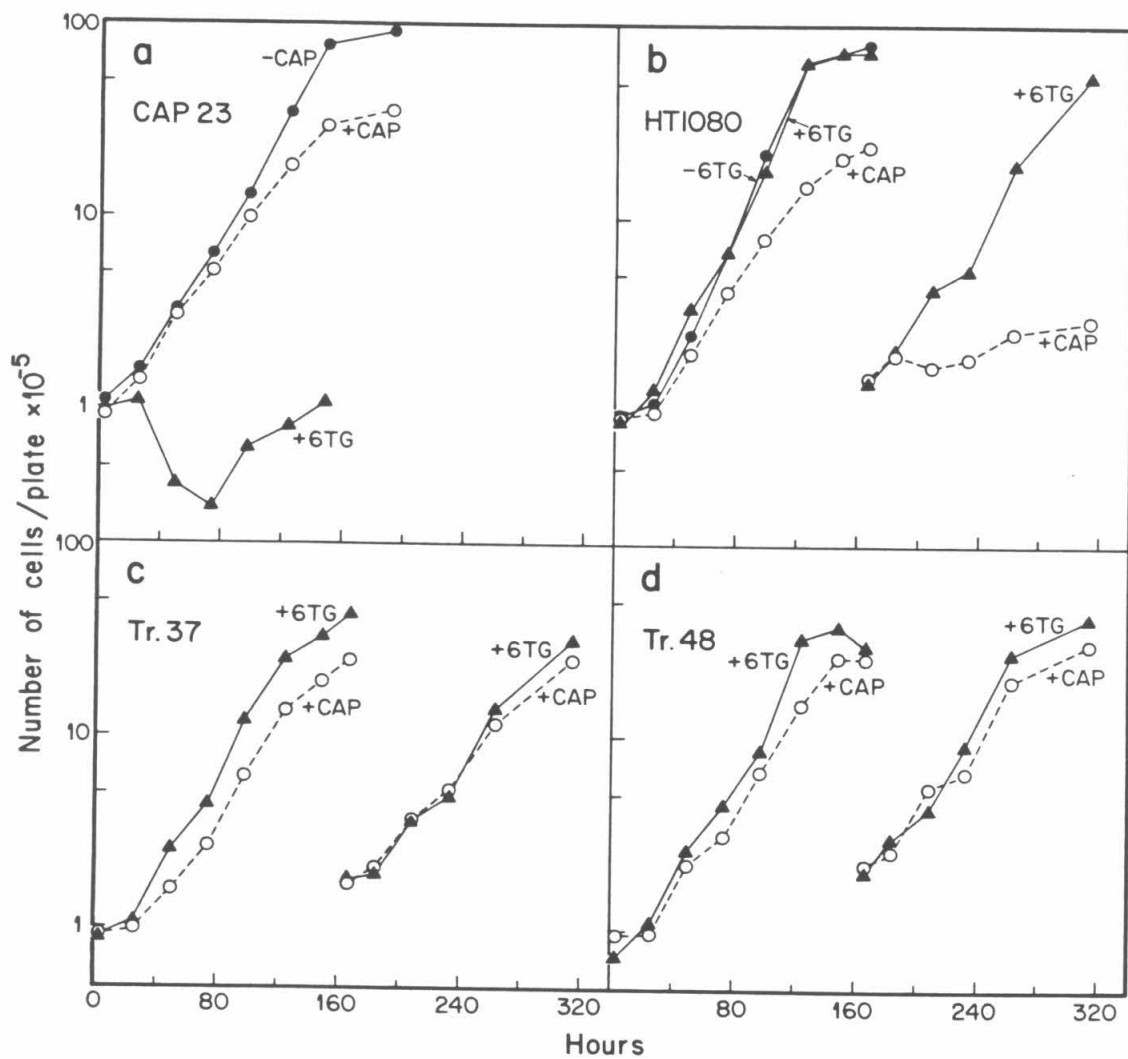 Number of cells/plate ×10⁻⁵
100
10
1
a
CAP 23
-CAP
+CAP
+6TG
b
HT1080
+6TG
-6TG
+CAP
+6TG
+CAP
100
10
1
c
Tr. 37
+6TG
+CAP
+6TG
+CAP
d
Tr. 48
+6TG
+CAP
+6TG
+CAP
0 80 160 240 320 80 160 240 320
Hours